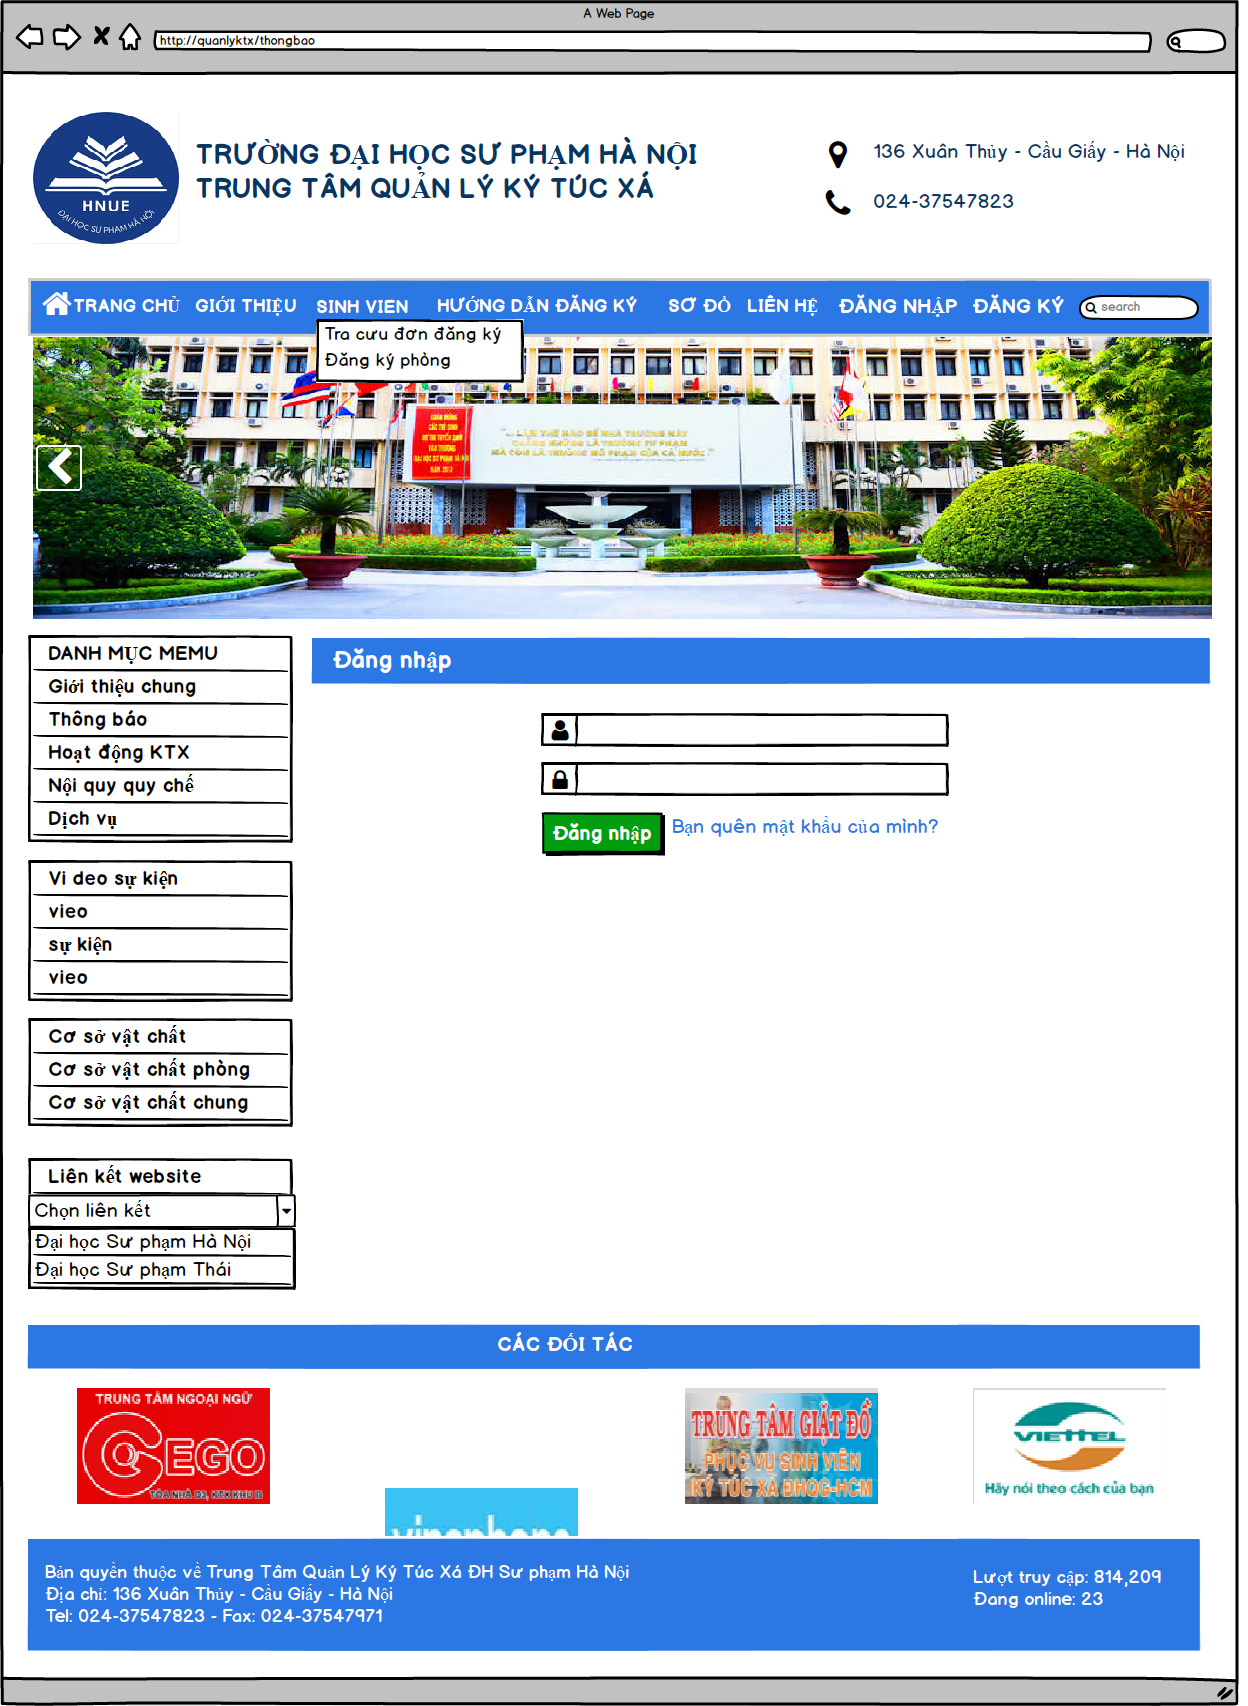 A Web Page
http://quanlyktx/thongbao
HNUE
ĐẠI HỌC SƯ PHẠM HÀ NỘI
TRƯỜNG ĐẠI HỌC SƯ PHẠM HÀ NỘI
TRUNG TÂM QUẢN LÝ KÝ TÚC XÁ
136 Xuân Thủy - Cầu Giấy - Hà Nội
024-37547823
TRANG CHỦ GIỚI THIỆU SINH VIEN HƯỚNG DẪN ĐĂNG KÝ SƠ ĐỒ LIÊN HỆ ĐĂNG NHẬP ĐĂNG KÝ search
Tra cưu đơn đăng ký
Đăng ký phòng
DANH MỤC MEMU
Giới thiệu chung
Thông báo
Hoạt động KTX
Nội quy quy chế
Dịch vụ
Đăng nhập
Đăng nhập Bạn quên mật khẩu của mình?
Vi deo sự kiện
vieo
sự kiện
vieo
Cơ sở vật chất
Cơ sở vật chất phòng
Cơ sở vật chất chung
Liên kết website
Chọn liên kết
Đại học Sư phạm Hà Nội
Đại học Sư phạm Thái
CÁC ĐỐI TÁC
TRUNG TÂM NGOẠI NGỮ
CEGO
TÒA NHÀ D3, KTX KHU B
vinaphone
TRUNG TÂM GIẶT ĐỒ
PHỤC VỤ SINH VIÊN
KÝ TÚC XÁ ĐHQG-HCM
VIETTEL
Hãy nói theo cách của bạn
Bản quyền thuộc về Trung Tâm Quản Lý Ký Túc Xá ĐH Sư phạm Hà Nội
Địa chỉ: 136 Xuân Thủy - Cầu Giấy - Hà Nội
Tel: 024-37547823 - Fax: 024-37547971
Lượt truy cập: 814,209
Đang online: 23